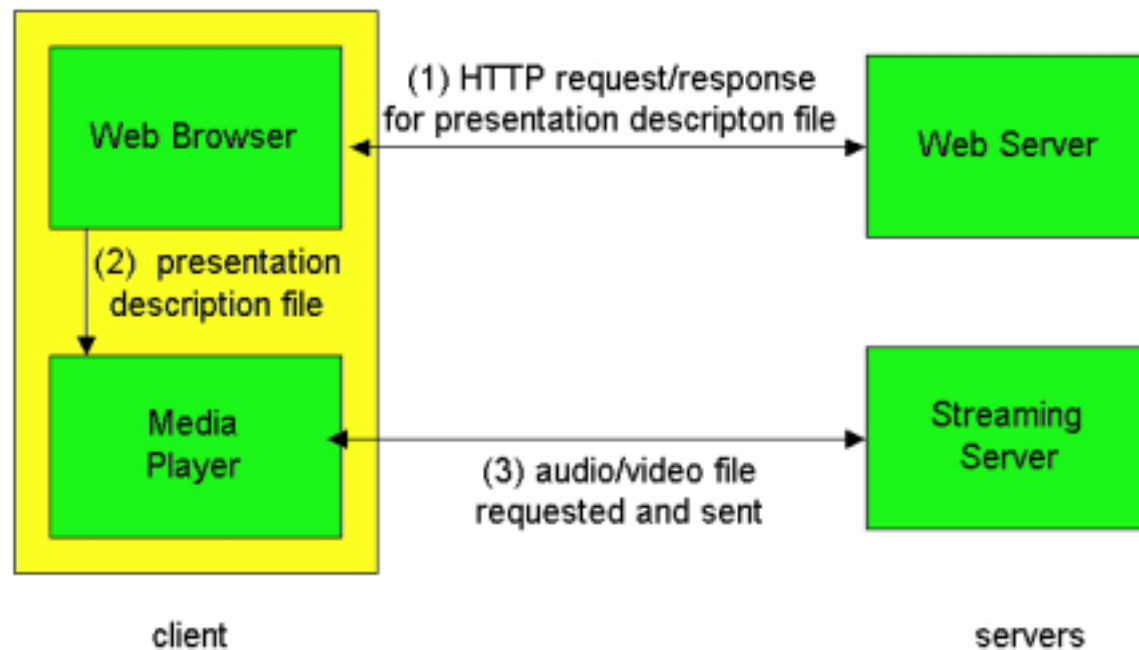 Web Browser
(1) HTTP request/response
for presentation descripton file
Web Server
(2) presentation
description file
Media
Player
(3) audio/video file
requested and sent
Streaming
Server
client
servers